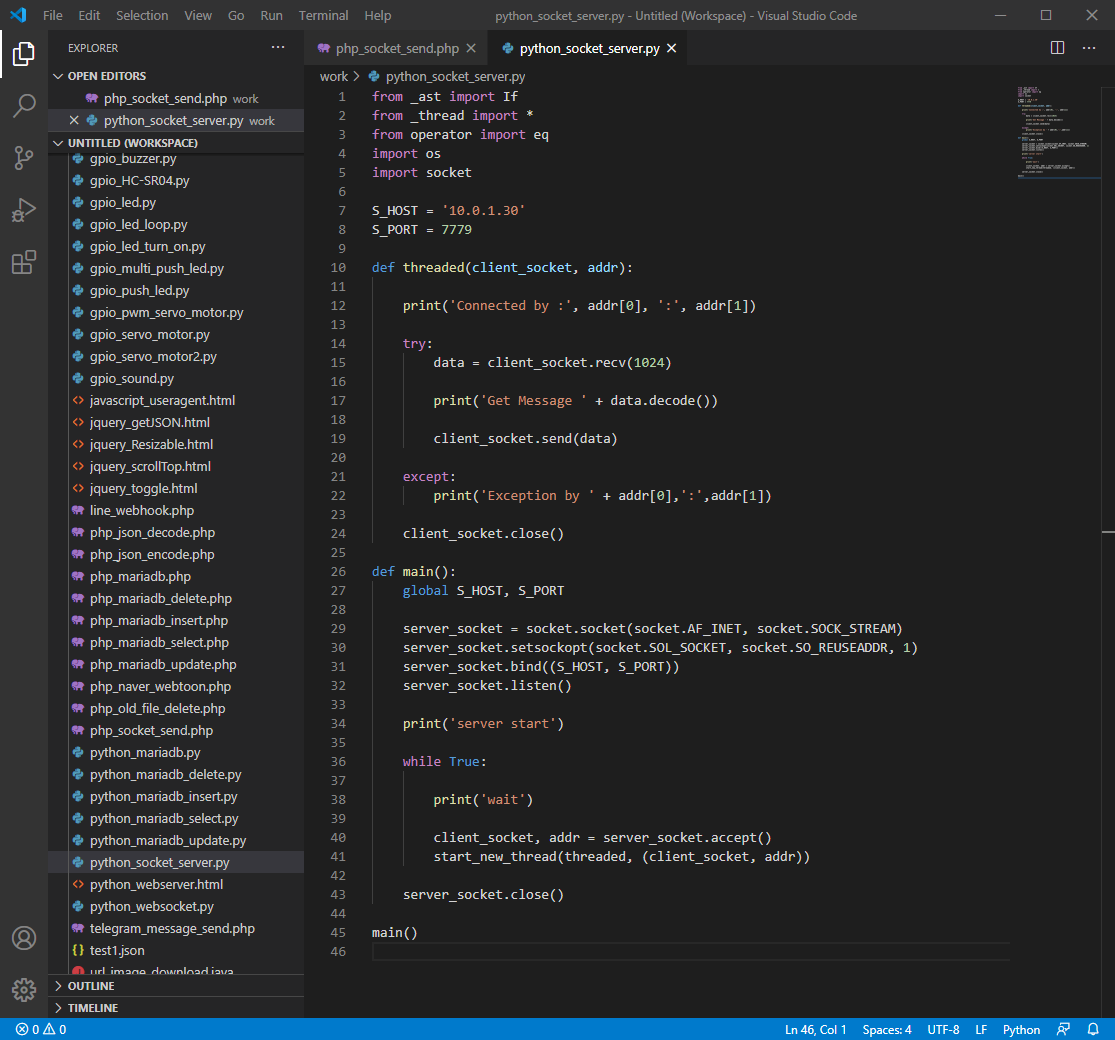 File Edit Selection View Go Run Terminal Help python_socket_server.py - Untitled (Workspace) - Visual Studio Code
EXPLORER
OPEN EDITORS
php_socket_send.php work
python_socket_server.py work
UNTITLED (WORKSPACE)
gpio_buzzer.py
gpio_HC-SR04.py
gpio_led.py
gpio_led_loop.py
gpio_led_turn_on.py
gpio_multi_push_led.py
gpio_push_led.py
gpio_pwm_servo_motor.py
gpio_servo_motor.py
gpio_servo_motor2.py
gpio_sound.py
javascript_useragent.html
jquery_getJSON.html
jquery_Resizable.html
jquery_scrollTop.html
jquery_toggle.html
line_webhook.php
php_json_decode.php
php_json_encode.php
php_mariadb.php
php_mariadb_delete.php
php_mariadb_insert.php
php_mariadb_select.php
php_mariadb_update.php
php_naver_webtoon.php
php_old_file_delete.php
php_socket_send.php
python_mariadb.py
python_mariadb_delete.py
python_mariadb_insert.py
python_mariadb_select.py
python_mariadb_update.py
python_socket_server.py
python_webserver.html
python_websocket.py
telegram_message_send.php
test1.json
url_image_download.java
OUTLINE
TIMELINE
php_socket_send.php python_socket_server.py
work > python_socket_server.py
1 from _ast import If
2 from _thread import *
3 from operator import eq
4 import os
5 import socket
6
7 S_HOST = '10.0.1.30'
8 S_PORT = 7779
9
10 def threaded(client_socket, addr):
11
12 print('Connected by :', addr[0], ':', addr[1])
13
14 try:
15 data = client_socket.recv(1024)
16
17 print('Get Message ' + data.decode())
18
19 client_socket.send(data)
20
21 except:
22 print('Exception by ' + addr[0],':',addr[1])
23
24 client_socket.close()
25
26 def main():
27 global S_HOST, S_PORT
28
29 server_socket = socket.socket(socket.AF_INET, socket.SOCK_STREAM)
30 server_socket.setsockopt(socket.SOL_SOCKET, socket.SO_REUSEADDR, 1)
31 server_socket.bind((S_HOST, S_PORT))
32 server_socket.listen()
33
34 print('server start')
35
36 while True:
37
38 print('wait')
39
40 client_socket, addr = server_socket.accept()
41 start_new_thread(threaded, (client_socket, addr))
42
43 server_socket.close()
44
45 main()
46
0 0 Ln 46, Col 1 Spaces: 4 UTF-8 LF Python